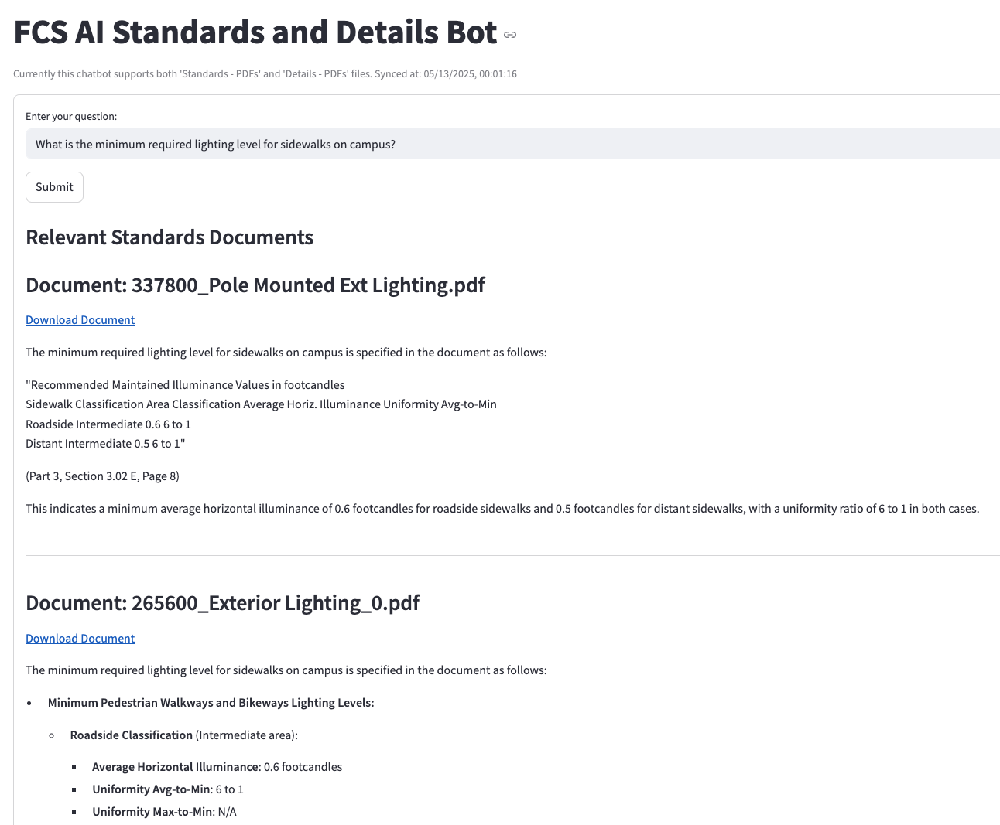 FCS AI Standards and Details Bot
Currently this chatbot supports both 'Standards - PDFs' and 'Details - PDFs' files. Synced at: 05/13/2025, 00:01:16
Enter your question:
What is the minimum required lighting level for sidewalks on campus?
Submit
Relevant Standards Documents
Document: 337800_Pole Mounted Ext Lighting.pdf
Download Document
The minimum required lighting level for sidewalks on campus is specified in the document as follows:
"Recommended Maintained Illuminance Values in footcandles
Sidewalk Classification Area Classification Average Horiz. Illuminance Uniformity Avg-to-Min
Roadside Intermediate 0.6 6 to 1
Distant Intermediate 0.5 6 to 1"
(Part 3, Section 3.02 E, Page 8)
This indicates a minimum average horizontal illuminance of 0.6 footcandles for roadside sidewalks and 0.5 footcandles for distant sidewalks, with a uniformity ratio of 6 to 1 in both cases.
Document: 265600_Exterior Lighting_0.pdf
Download Document
The minimum required lighting level for sidewalks on campus is specified in the document as follows:
Minimum Pedestrian Walkways and Bikeways Lighting Levels:
Roadside Classification (Intermediate area):
Average Horizontal Illuminance: 0.6 footcandles
Uniformity Avg-to-Min: 6 to 1
Uniformity Max-to-Min: N/A